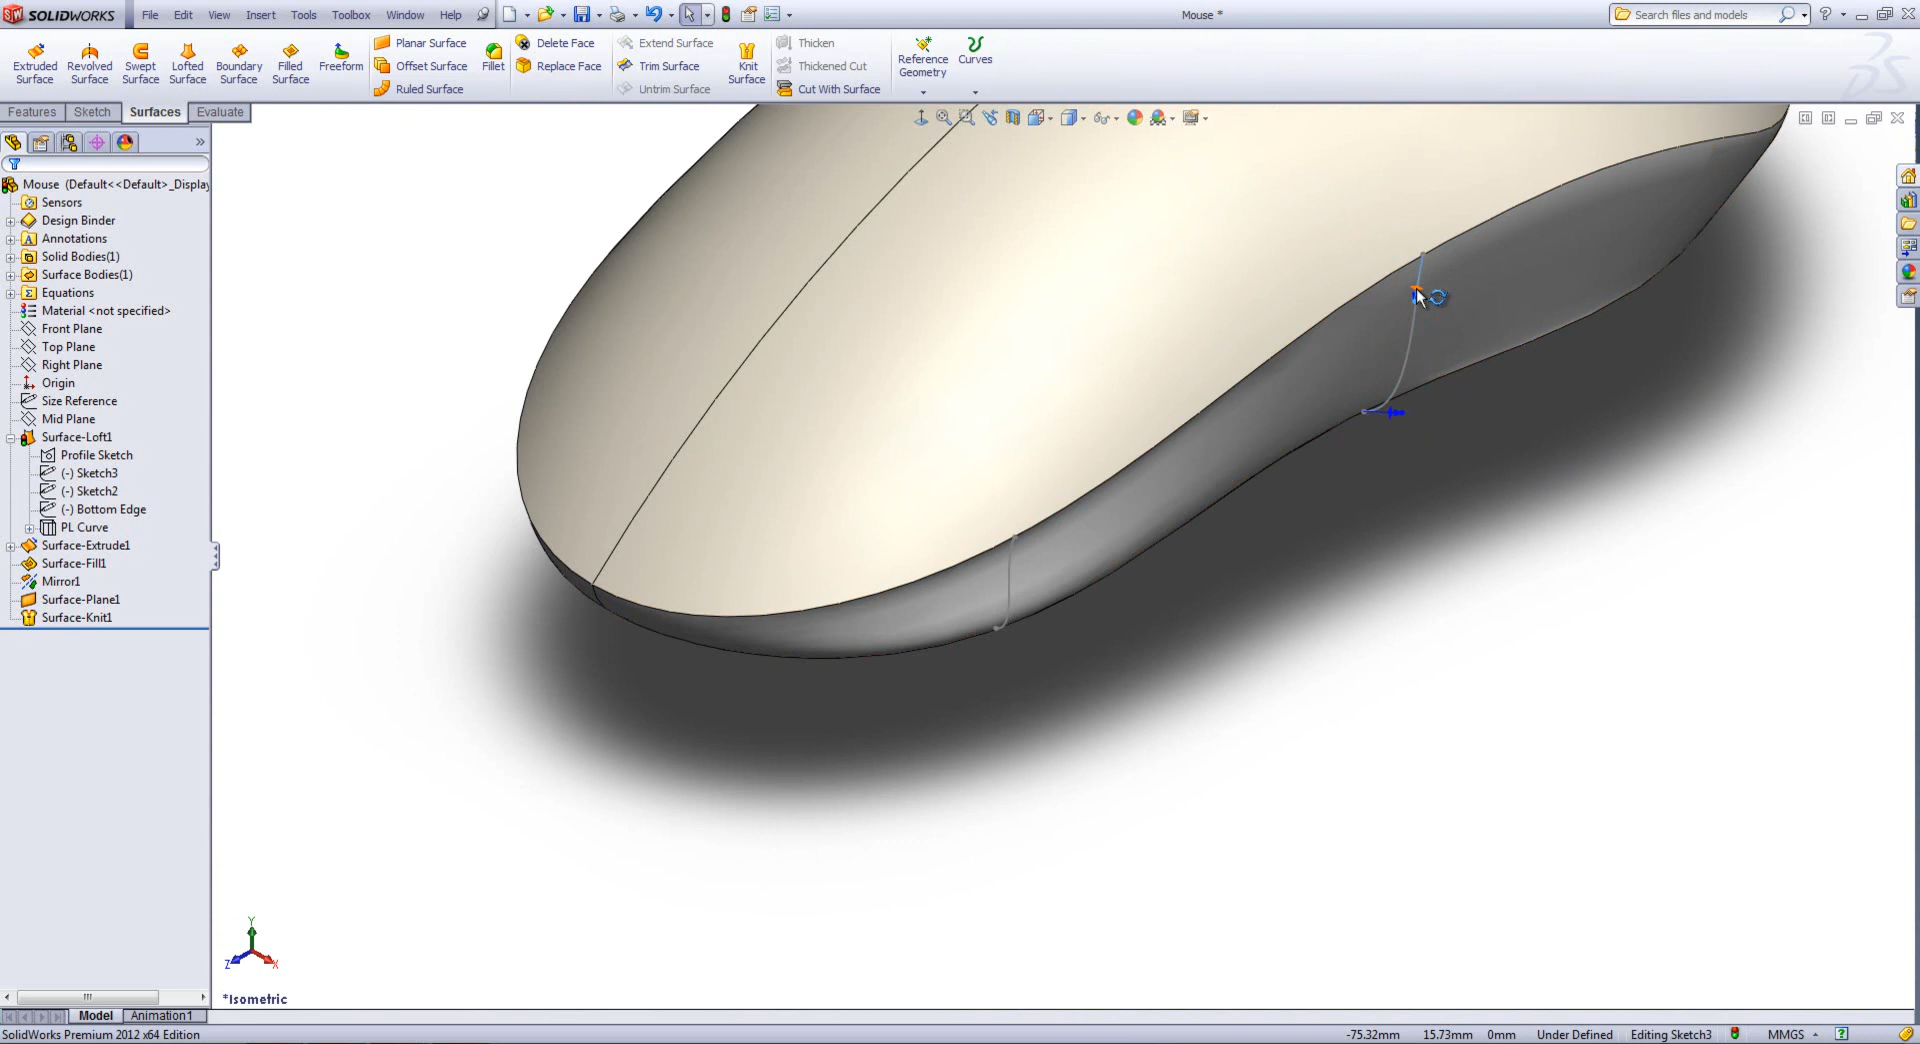 SOLIDWORKS File Edit View Insert Tools Toolbox Window Help Mouse * Search files and models
Extruded Surface
Revolved Surface
Swept Surface
Lofted Surface
Boundary Surface
Filled Surface
Freeform
Planar Surface
Offset Surface
Ruled Surface
Fillet
Delete Face
Replace Face
Extend Surface
Trim Surface
Untrim Surface
Knit Surface
Thicken
Thickened Cut
Cut With Surface
Reference Geometry
Curves
Features Sketch Surfaces Evaluate
Mouse (Default<<Default>_Display
Sensors
Design Binder
Annotations
Solid Bodies(1)
Surface Bodies(1)
Equations
Material <not specified>
Front Plane
Top Plane
Right Plane
Origin
Size Reference
Mid Plane
Surface-Loft1
Profile Sketch
(-) Sketch3
(-) Sketch2
(-) Bottom Edge
PL Curve
Surface-Extrude1
Surface-Fill1
Mirror1
Surface-Plane1
Surface-Knit1
Y
Z X
*Isometric
Model Animation1
SolidWorks Premium 2012 x64 Edition -75.32mm 15.73mm 0mm Under Defined Editing Sketch3 MMGS